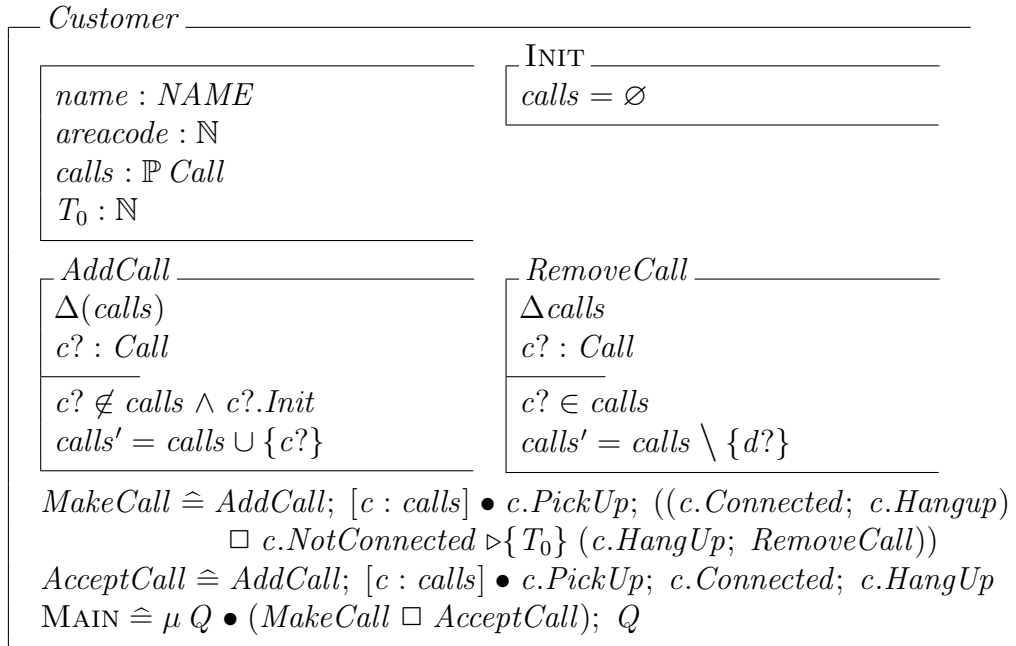 Customer
name : NAME
areacode : ℕ
calls : ℙ Call
T₀ : ℕ
INIT
calls = ∅
AddCall
Δ(calls)
c? : Call
c? ∉ calls ∧ c?.Init
calls′ = calls ∪ {c?}
RemoveCall
Δcalls
c? : Call
c? ∈ calls
calls′ = calls \ {d?}
MakeCall ≙ AddCall; [c : calls] • c.PickUp; ((c.Connected; c.Hangup)
□ c.NotConnected ▷{T₀} (c.HangUp; RemoveCall))
AcceptCall ≙ AddCall; [c : calls] • c.PickUp; c.Connected; c.HangUp
MAIN ≙ μ Q • (MakeCall □ AcceptCall); Q